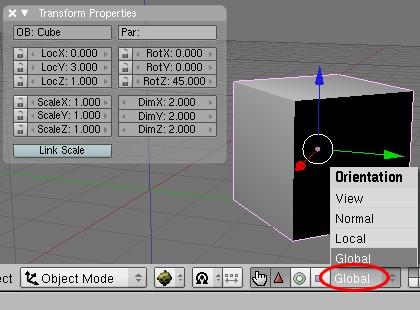 Transform Properties
OB: Cube Par:
LocX: 0.000 RotX: 0.000
LocY: 3.000 RotY: 0.000
LocZ: 1.000 RotZ: 45.000
ScaleX: 1.000 DimX: 2.000
ScaleY: 1.000 DimY: 2.000
ScaleZ: 1.000 DimZ: 2.000
Link Scale
Orientation
View
Normal
Local
Global
ect Object Mode Global